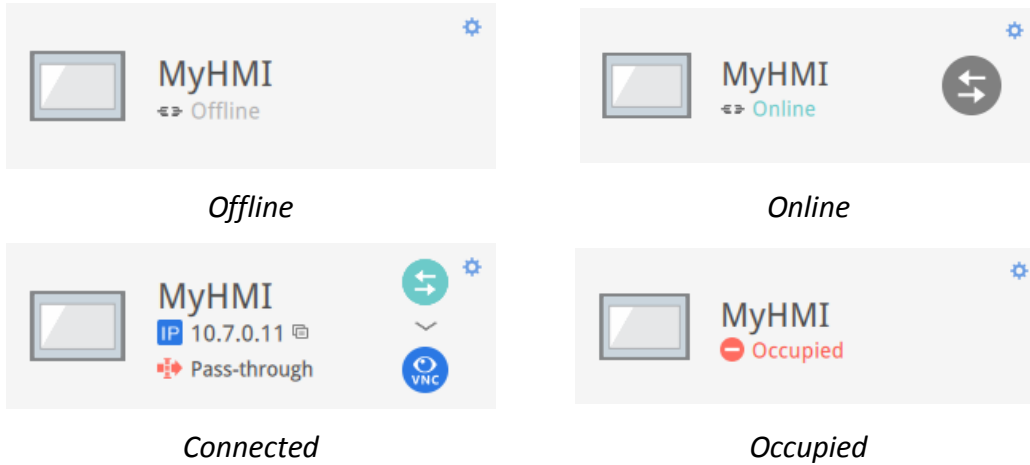 MyHMI
Offline
MyHMI
Online
Offline
Online
MyHMI
IP 10.7.0.11
Pass-through
VNC
MyHMI
Occupied
Connected
Occupied